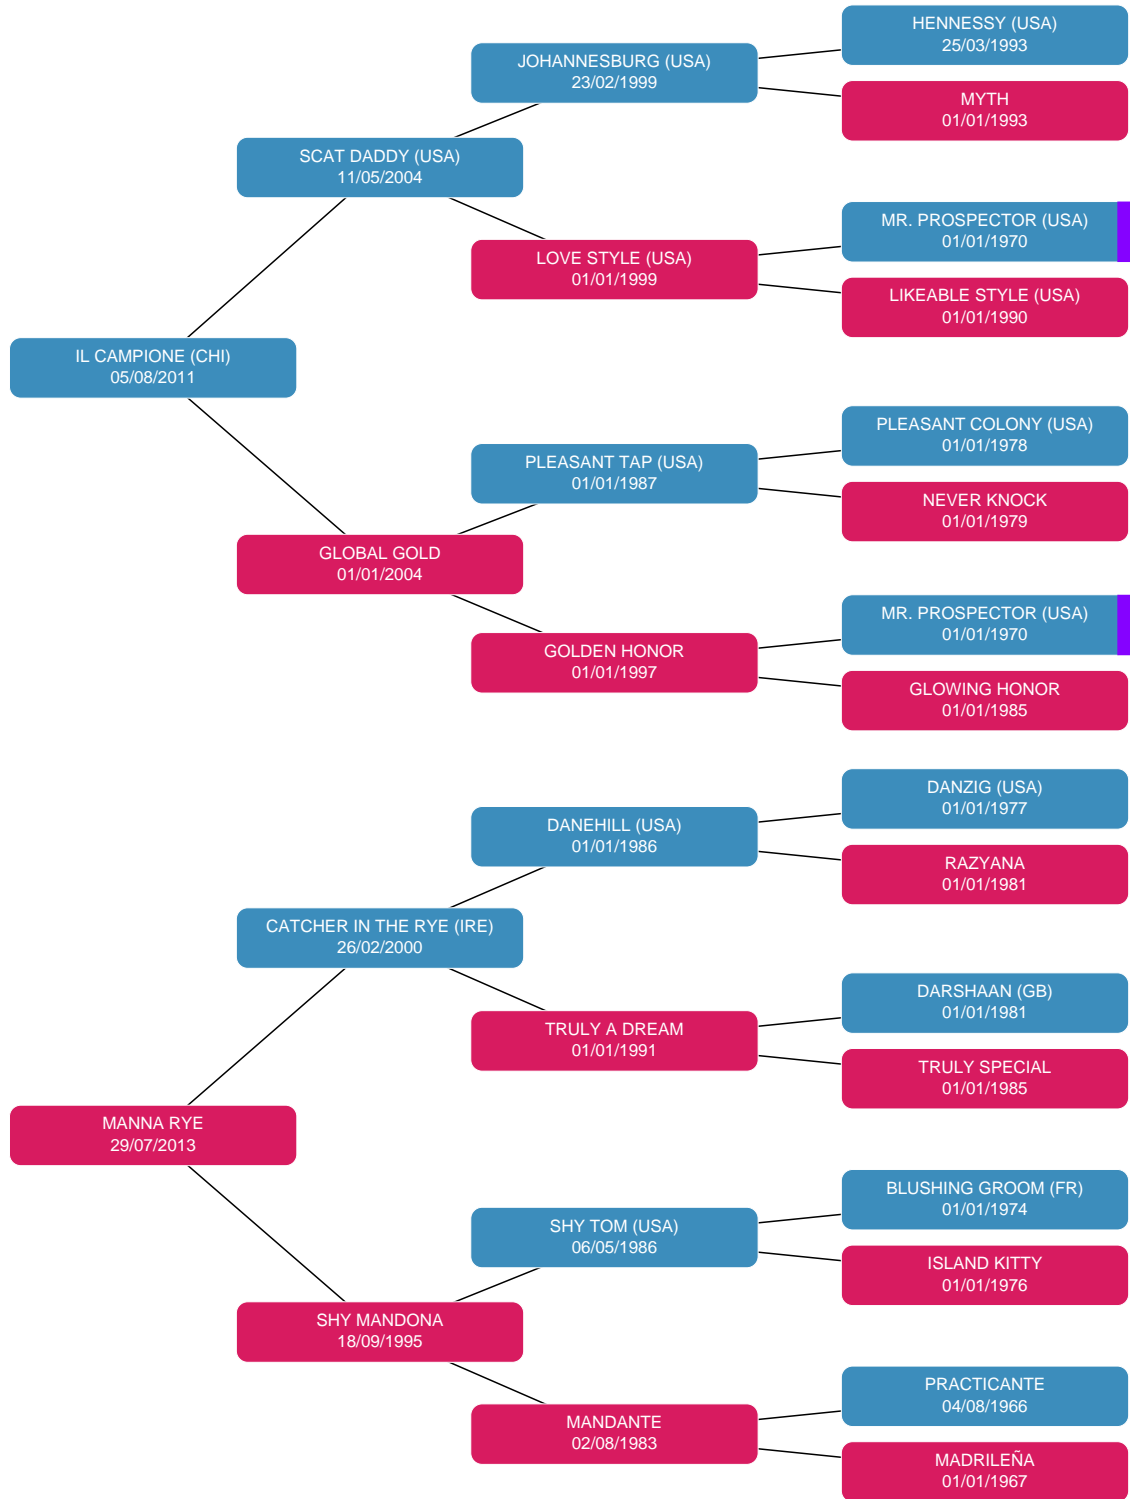 HENNESSY (USA)
25/03/1993
JOHANNESBURG (USA)
23/02/1999
MYTH
01/01/1993
SCAT DADDY (USA)
11/05/2004
MR. PROSPECTOR (USA)
01/01/1970
LOVE STYLE (USA)
01/01/1999
LIKEABLE STYLE (USA)
01/01/1990
IL CAMPIONE (CHI)
05/08/2011
PLEASANT COLONY (USA)
01/01/1978
PLEASANT TAP (USA)
01/01/1987
NEVER KNOCK
01/01/1979
GLOBAL GOLD
01/01/2004
MR. PROSPECTOR (USA)
01/01/1970
GOLDEN HONOR
01/01/1997
GLOWING HONOR
01/01/1985
DANZIG (USA)
01/01/1977
DANEHILL (USA)
01/01/1986
RAZYANA
01/01/1981
CATCHER IN THE RYE (IRE)
26/02/2000
DARSHAAN (GB)
01/01/1981
TRULY A DREAM
01/01/1991
TRULY SPECIAL
01/01/1985
MANNA RYE
29/07/2013
BLUSHING GROOM (FR)
01/01/1974
SHY TOM (USA)
06/05/1986
ISLAND KITTY
01/01/1976
SHY MANDONA
18/09/1995
PRACTICANTE
04/08/1966
MANDANTE
02/08/1983
MADRILEÑA
01/01/1967